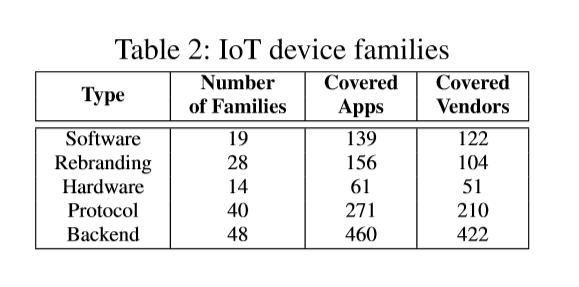 Table 2: IoT device families
Type Number of Families Covered Apps Covered Vendors
Software 19 139 122
Rebranding 28 156 104
Hardware 14 61 51
Protocol 40 271 210
Backend 48 460 422